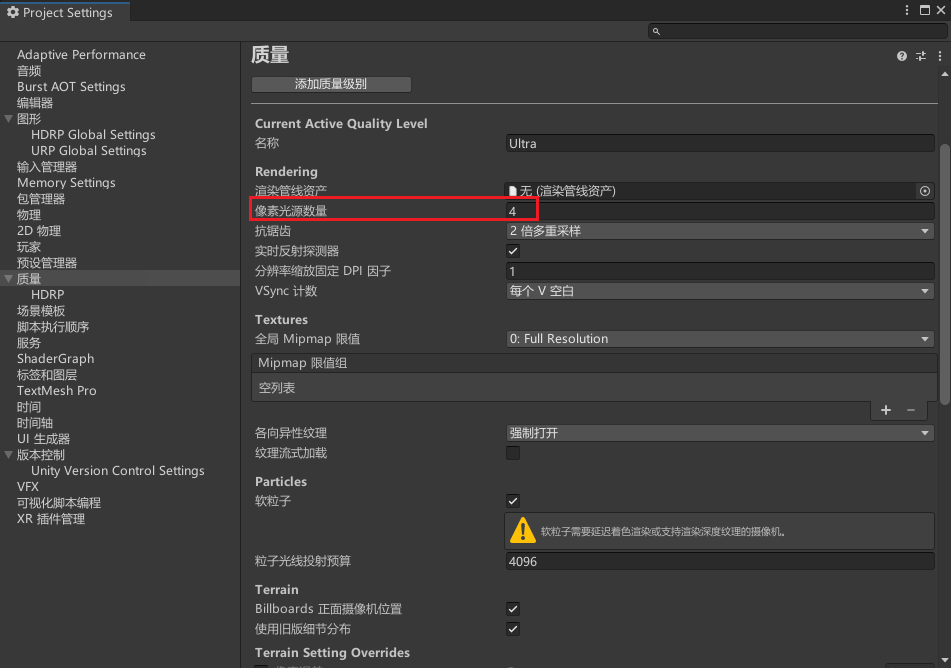 Project Settings
Adaptive Performance
音频
Burst AOT Settings
编辑器
图形
HDRP Global Settings
URP Global Settings
输入管理器
Memory Settings
包管理器
物理
2D 物理
玩家
预设管理器
质量
HDRP
场景模板
脚本执行顺序
服务
ShaderGraph
标签和图层
TextMesh Pro
时间
时间轴
UI 生成器
版本控制
Unity Version Control Settings
VFX
可视化脚本编程
XR 插件管理
质量
添加质量级别
Current Active Quality Level
名称 Ultra
Rendering
渲染管线资产 无 (渲染管线资产)
像素光源数量 4
抗锯齿 2 倍多重采样
实时反射探测器
分辨率缩放固定 DPI 因子 1
VSync 计数 每个 V 空白
Textures
全局 Mipmap 限值 0: Full Resolution
Mipmap 限值组
空列表
各向异性纹理 强制打开
纹理流式加载
Particles
软粒子
软粒子需要延迟着色渲染或支持渲染深度纹理的摄像机。
粒子光线投射预算 4096
Terrain
Billboards 正面摄像机位置
使用旧版细节分布
Terrain Setting Overrides